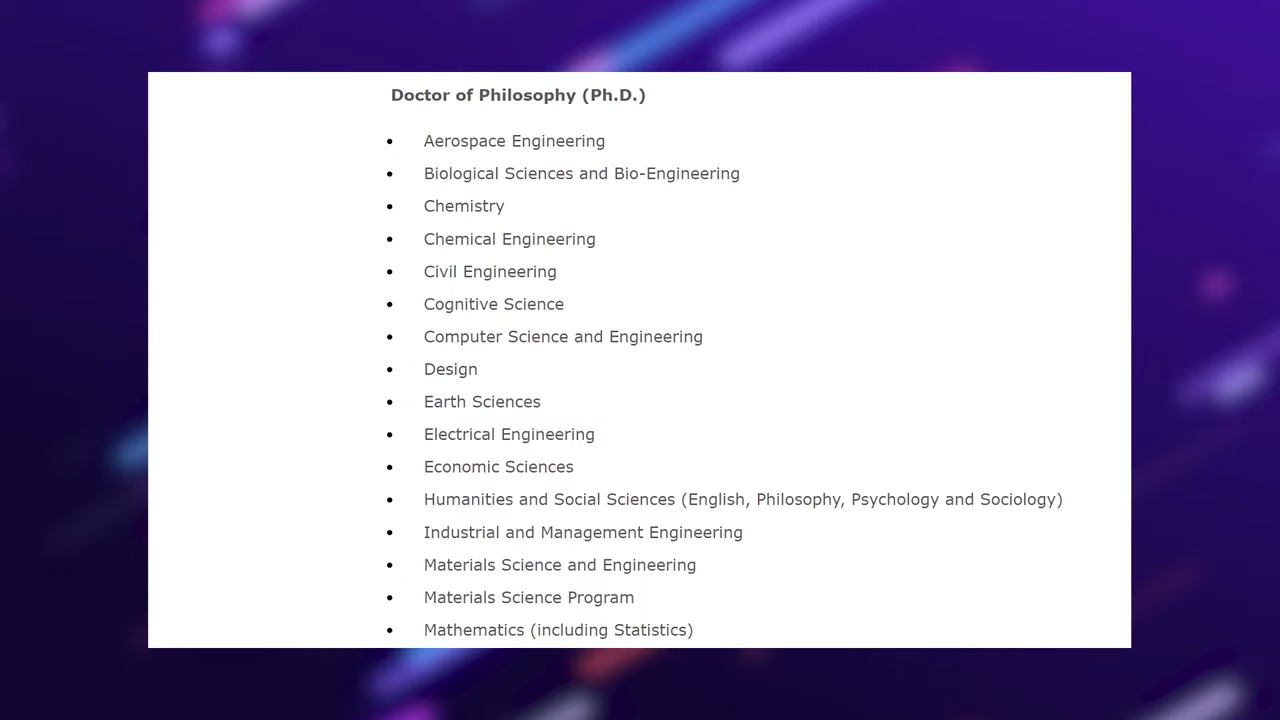 Doctor of Philosophy (Ph.D.)
• Aerospace Engineering
• Biological Sciences and Bio-Engineering
• Chemistry
• Chemical Engineering
• Civil Engineering
• Cognitive Science
• Computer Science and Engineering
• Design
• Earth Sciences
• Electrical Engineering
• Economic Sciences
• Humanities and Social Sciences (English, Philosophy, Psychology and Sociology)
• Industrial and Management Engineering
• Materials Science and Engineering
• Materials Science Program
• Mathematics (including Statistics)